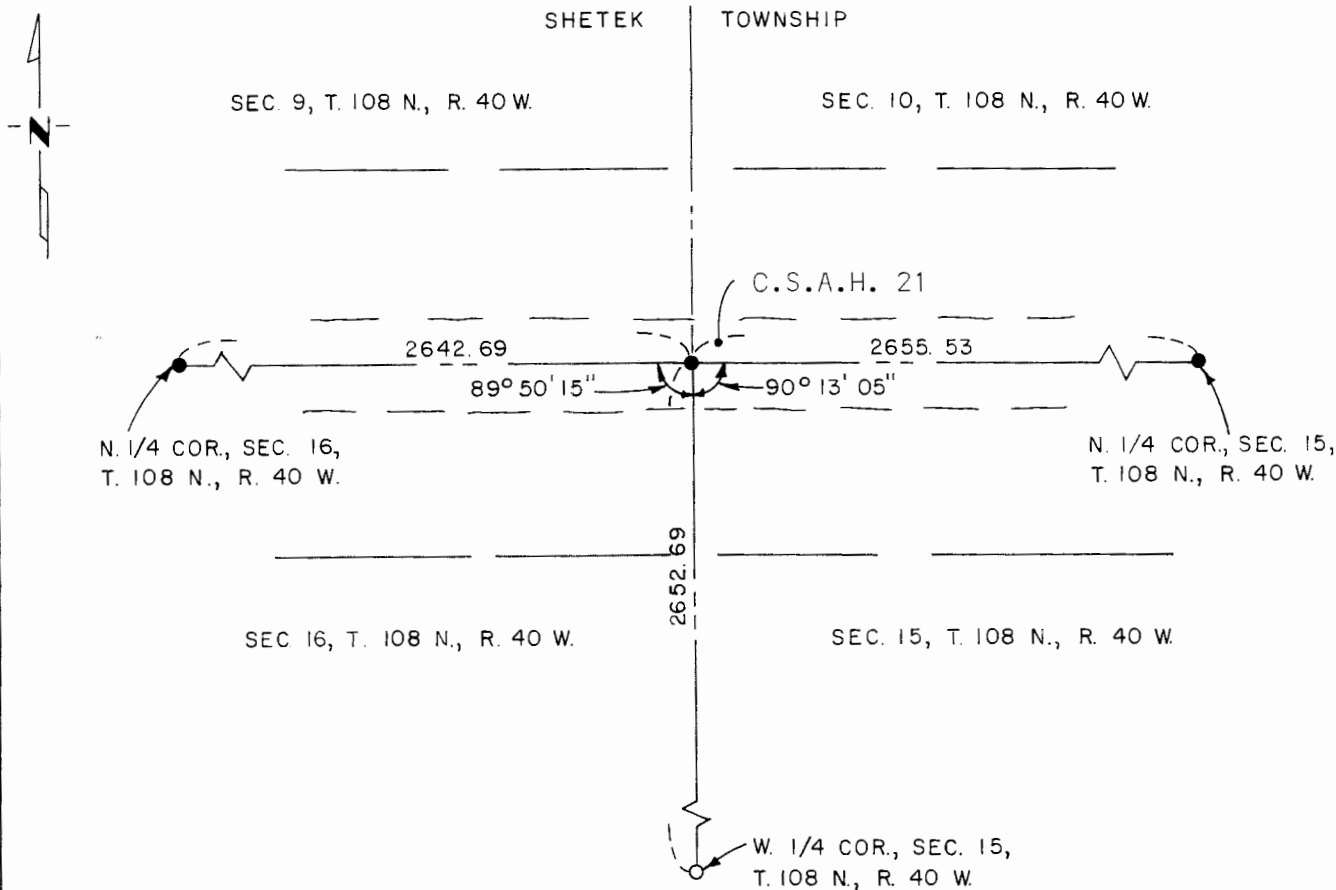 SHETEK TOWNSHIP
SEC. 9, T. 108 N., R. 40 W.
SEC. 10, T. 108 N., R. 40 W.
N
C.S.A.H. 21
2642.69
2655.53
89° 50' 15"
90° 13' 05"
N. 1/4 COR., SEC. 16,
T. 108 N., R. 40 W.
N. 1/4 COR., SEC. 15,
T. 108 N., R. 40 W.
2652.69
SEC. 16, T. 108 N., R. 40 W.
SEC. 15, T. 108 N., R. 40 W.
W. 1/4 COR., SEC. 15,
T. 108 N., R. 40 W.